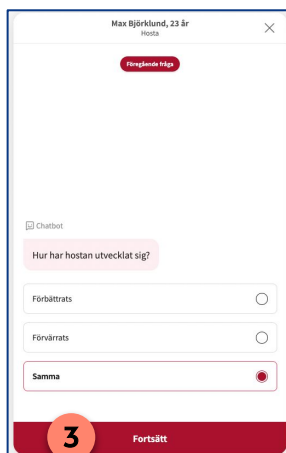 Max Björklund, 23 år
Hosta
Föregående fråga
Chatbot
Hur har hostan utvecklat sig?
Förbättrats
Förvärrats
Samma
3
Fortsätt